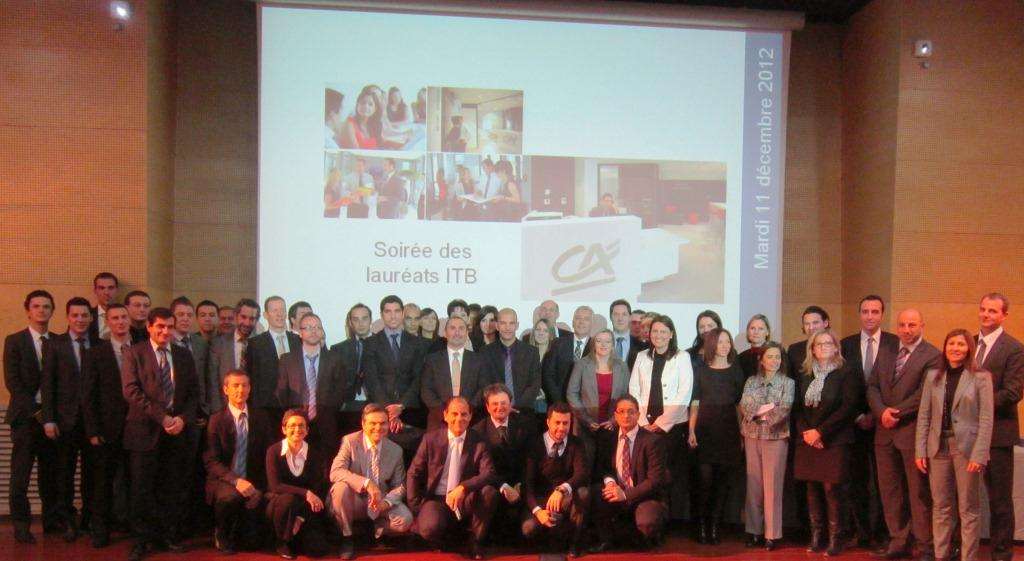 Soirée des
lauréats ITB
CA
Mardi 11 décembre 2012